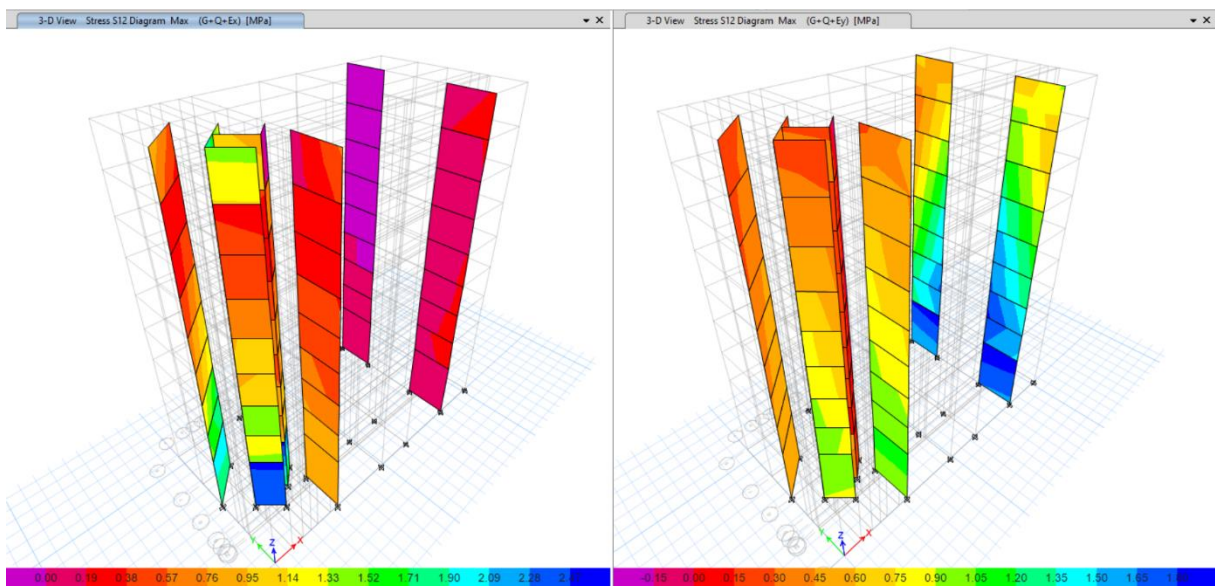 3-D View Stress S12 Diagram Max (G+Q+Ex) [MPa]
3-D View Stress S12 Diagram Max (G+Q+Ey) [MPa]
Y Z X
Y Z X
0.00 0.19 0.38 0.57 0.76 0.95 1.14 1.33 1.52 1.71 1.90 2.09 2.28
-0.15 0.00 0.15 0.30 0.45 0.60 0.75 0.90 1.05 1.20 1.35 1.50 1.65